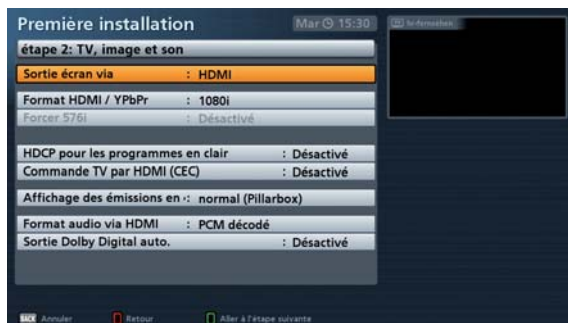 Première installation
Mar 15:30
étape 2: TV, image et son
Sortie écran via : HDMI
Format HDMI / YPbPr : 1080i
Forcer 576i : Désactivé
HDCP pour les programmes en clair : Désactivé
Commande TV par HDMI (CEC) : Désactivé
Affichage des émissions en : normal (Pillarbox)
Format audio via HDMI : PCM décodé
Sortie Dolby Digital auto. : Désactivé
BACK Annuler Retour Aller à l'étape suivante